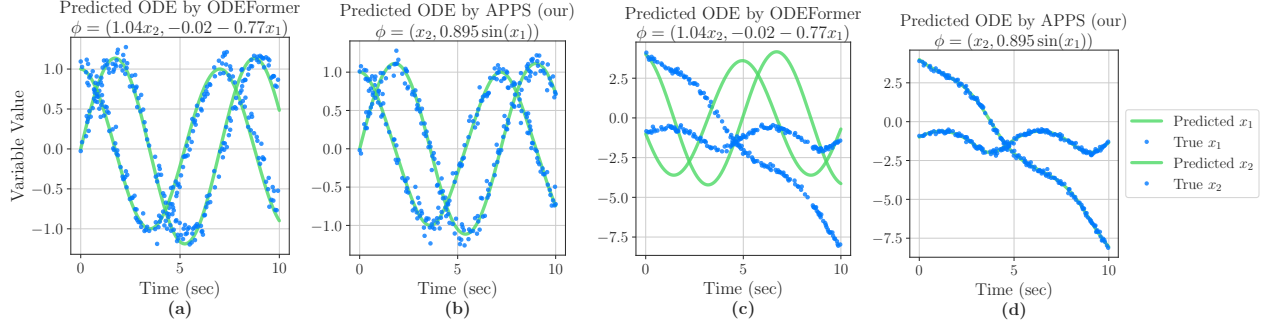 Predicted ODE by ODEFormer
ϕ = (1.04x₂, −0.02 − 0.77x₁)
Variable Value
1.0
0.5
0.0
−0.5
−1.0
0
5
10
Time (sec)
(a)
Predicted ODE by APPS (our)
ϕ = (x₂, 0.895 sin(x₁))
1.0
0.5
0.0
−0.5
−1.0
0
5
10
Time (sec)
(b)
Predicted ODE by ODEFormer
ϕ = (1.04x₂, −0.02 − 0.77x₁)
2.5
0.0
−2.5
−5.0
−7.5
0
5
10
Time (sec)
(c)
Predicted ODE by APPS (our)
ϕ = (x₂, 0.895 sin(x₁))
2.5
0.0
−2.5
−5.0
−7.5
0
5
10
Time (sec)
(d)
Predicted x₁
True x₁
Predicted x₂
True x₂